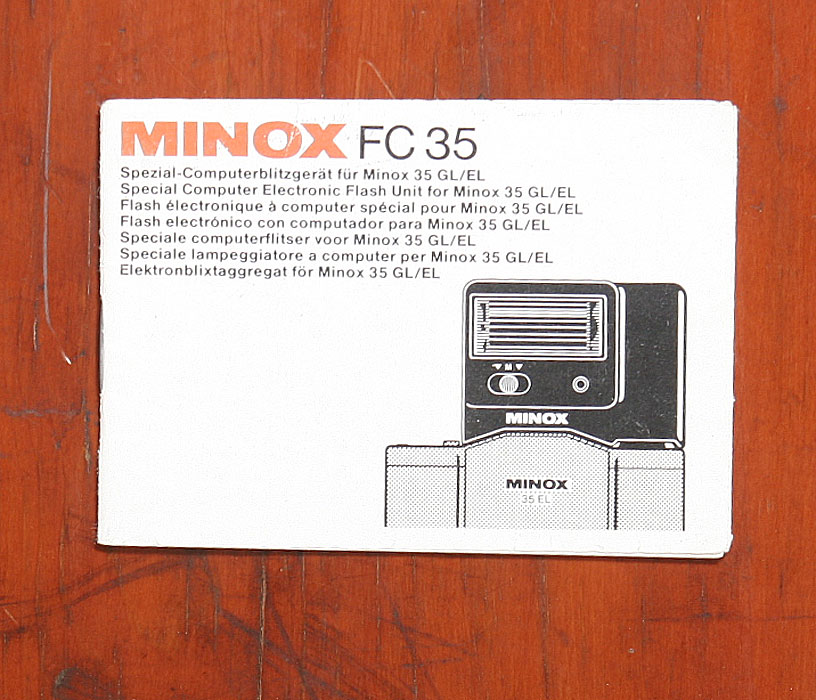 MINOX FC 35
Spezial-Computerblitzgerät für Minox 35 GL/EL
Special Computer Electronic Flash Unit for Minox 35 GL/EL
Flash électronique à computer spécial pour Minox 35 GL/EL
Flash electrónico con computador para Minox 35 GL/EL
Speciale computerflitser voor Minox 35 GL/EL
Speciale lampeggiatore a computer per Minox 35 GL/EL
Elektronblixtaggregat för Minox 35 GL/EL
M
MINOX
MINOX
35 EL